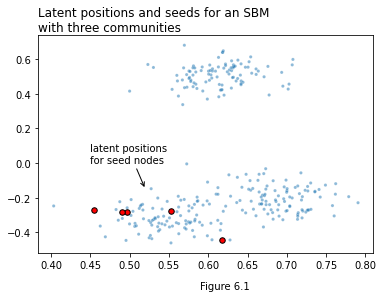 Latent positions and seeds for an SBM
with three communities
0.6
0.4
0.2
0.0
−0.2
−0.4
latent positions
for seed nodes
0.40 0.45 0.50 0.55 0.60 0.65 0.70 0.75 0.80
Figure 6.1